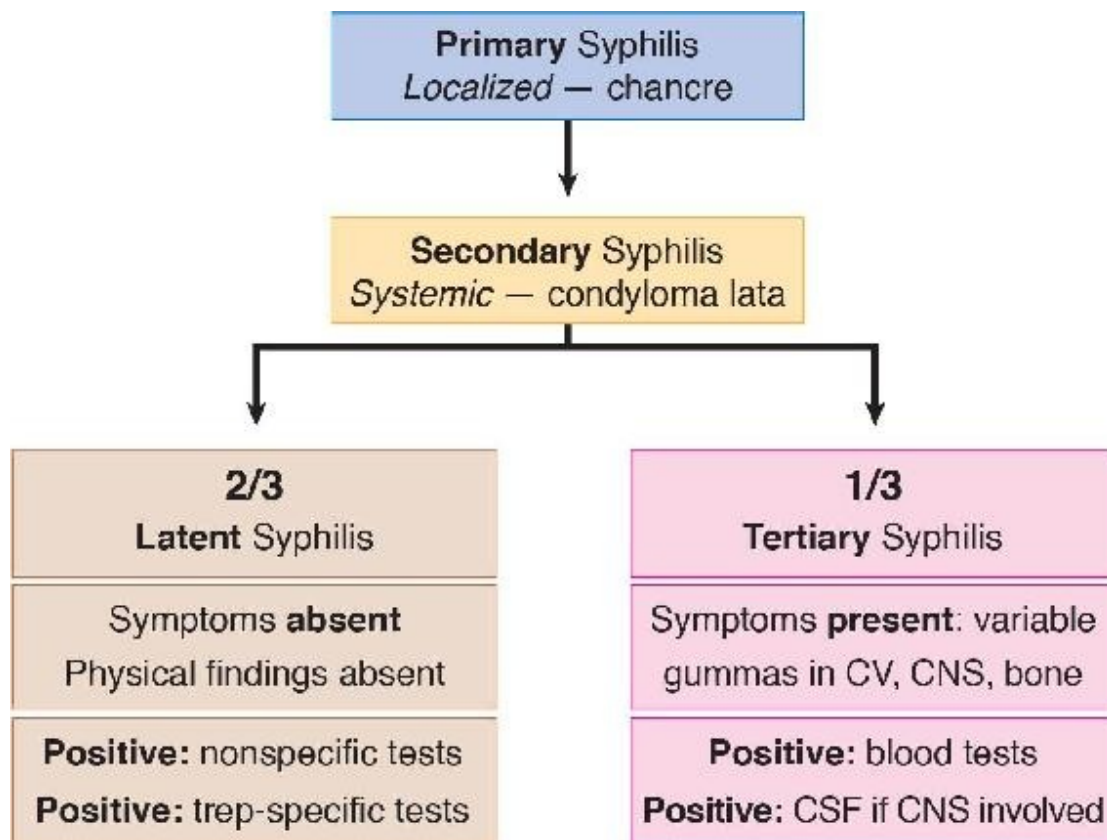 Primary Syphilis
Localized — chancre
Secondary Syphilis
Systemic — condyloma lata
2/3
Latent Syphilis
Symptoms absent
Physical findings absent
Positive: nonspecific tests
Positive: trep-specific tests
1/3
Tertiary Syphilis
Symptoms present: variable
gummas in CV, CNS, bone
Positive: blood tests
Positive: CSF if CNS involved